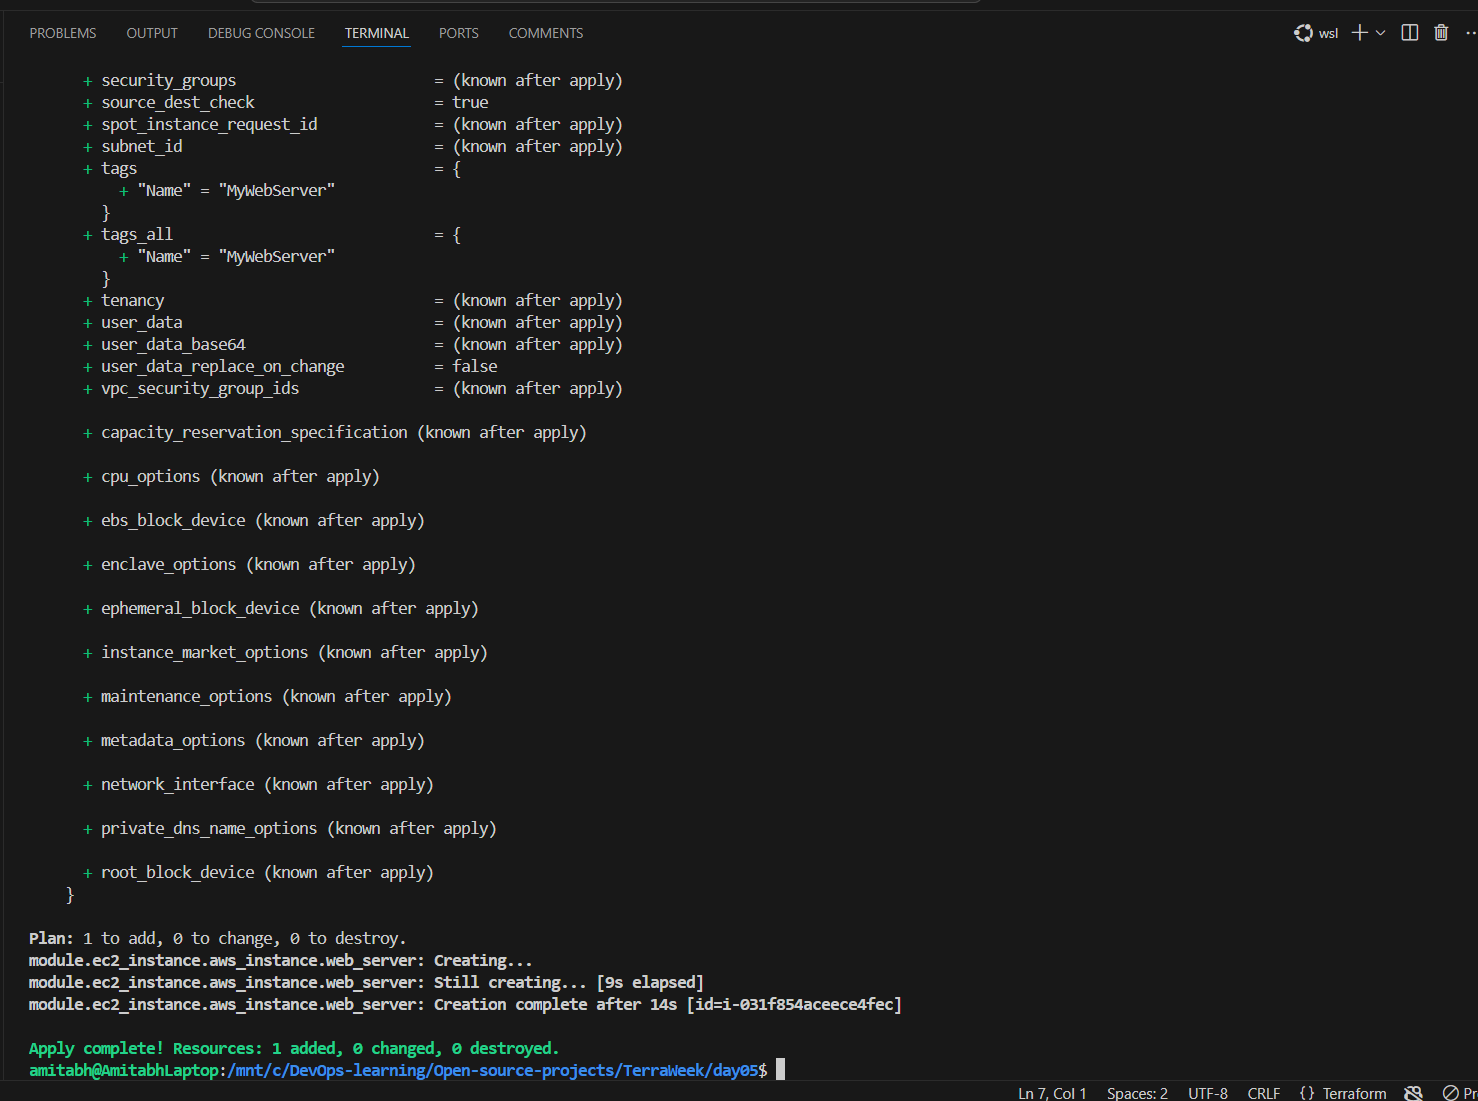 PROBLEMS OUTPUT DEBUG CONSOLE TERMINAL PORTS COMMENTS wsl
+ security_groups = (known after apply)
+ source_dest_check = true
+ spot_instance_request_id = (known after apply)
+ subnet_id = (known after apply)
+ tags = {
+ "Name" = "MyWebServer"
}
+ tags_all = {
+ "Name" = "MyWebServer"
}
+ tenancy = (known after apply)
+ user_data = (known after apply)
+ user_data_base64 = (known after apply)
+ user_data_replace_on_change = false
+ vpc_security_group_ids = (known after apply)
+ capacity_reservation_specification (known after apply)
+ cpu_options (known after apply)
+ ebs_block_device (known after apply)
+ enclave_options (known after apply)
+ ephemeral_block_device (known after apply)
+ instance_market_options (known after apply)
+ maintenance_options (known after apply)
+ metadata_options (known after apply)
+ network_interface (known after apply)
+ private_dns_name_options (known after apply)
+ root_block_device (known after apply)
}
Plan: 1 to add, 0 to change, 0 to destroy.
module.ec2_instance.aws_instance.web_server: Creating...
module.ec2_instance.aws_instance.web_server: Still creating... [9s elapsed]
module.ec2_instance.aws_instance.web_server: Creation complete after 14s [id=i-031f854aceece4fec]
Apply complete! Resources: 1 added, 0 changed, 0 destroyed.
amitabh@AmitabhLaptop:/mnt/c/DevOps-learning/Open-source-projects/TerraWeek/day05$
Ln 7, Col 1 Spaces: 2 UTF-8 CRLF {} Terraform Pr